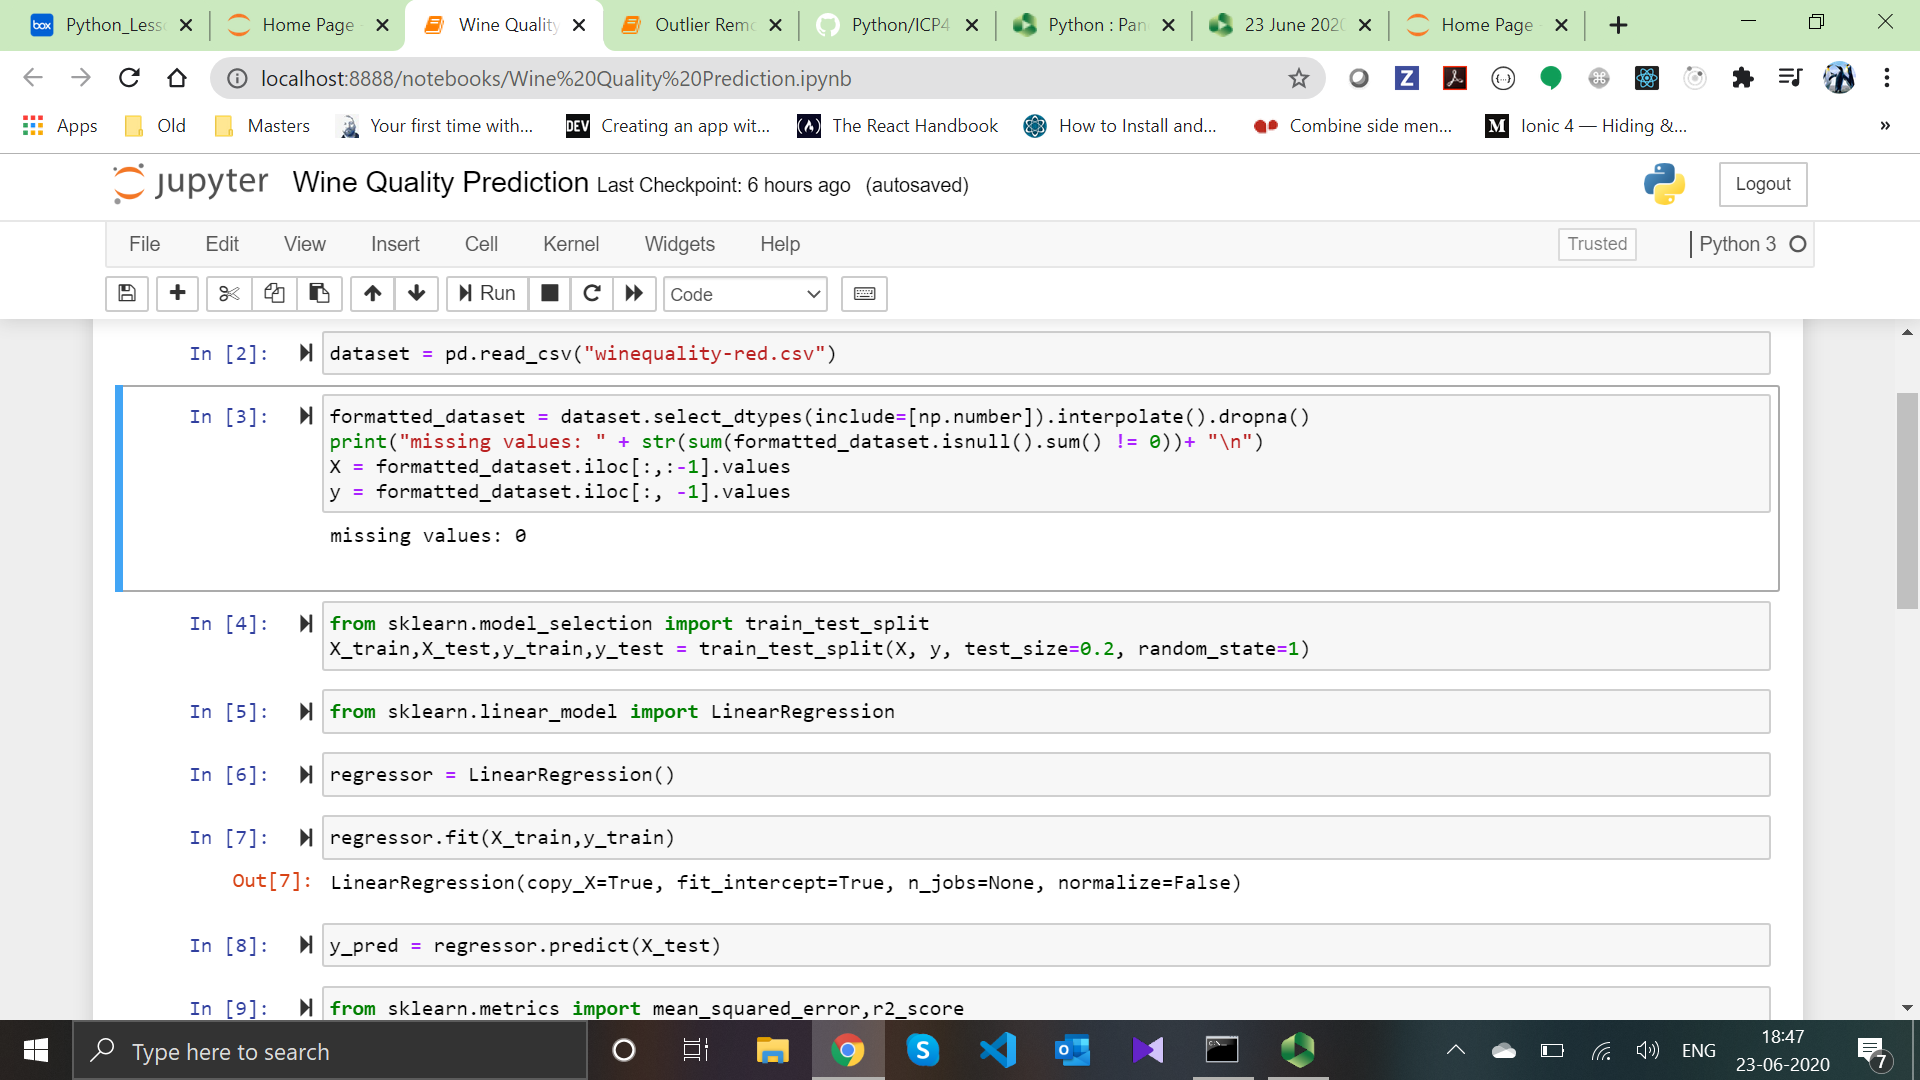 box Python_Less
Home Page
Wine Quality
Outlier Rem
Python/ICP4
Python : Pan
23 June 2020
Home Page
localhost:8888/notebooks/Wine%20Quality%20Prediction.ipynb
Apps
Old
Masters
Your first time with...
DEV Creating an app wit...
The React Handbook
How to Install and...
Combine side men...
M Ionic 4 — Hiding &...
»
jupyter Wine Quality Prediction Last Checkpoint: 6 hours ago (autosaved)
Logout
File Edit View Insert Cell Kernel Widgets Help
Trusted
Python 3
Run
Code
In [2]: dataset = pd.read_csv("winequality-red.csv")
In [3]: formatted_dataset = dataset.select_dtypes(include=[np.number]).interpolate().dropna()
print("missing values: " + str(sum(formatted_dataset.isnull().sum() != 0))+ "\n")
X = formatted_dataset.iloc[:,:-1].values
y = formatted_dataset.iloc[:, -1].values
missing values: 0
In [4]: from sklearn.model_selection import train_test_split
X_train,X_test,y_train,y_test = train_test_split(X, y, test_size=0.2, random_state=1)
In [5]: from sklearn.linear_model import LinearRegression
In [6]: regressor = LinearRegression()
In [7]: regressor.fit(X_train,y_train)
Out[7]: LinearRegression(copy_X=True, fit_intercept=True, n_jobs=None, normalize=False)
In [8]: y_pred = regressor.predict(X_test)
In [9]: from sklearn.metrics import mean_squared_error,r2_score
Type here to search
ENG
18:47
23-06-2020
7